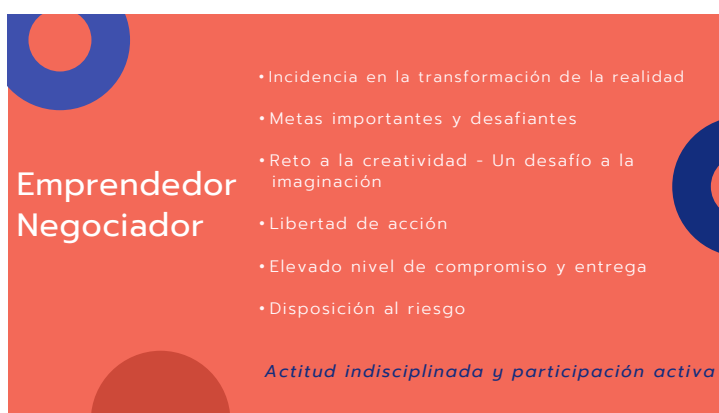 Emprendedor
Negociador
• Incidencia en la transformación de la realidad
• Metas importantes y desafiantes
• Reto a la creatividad - Un desafío a la
imaginación
• Libertad de acción
• Elevado nivel de compromiso y entrega
• Disposición al riesgo
Actitud indisciplinada y participación activa